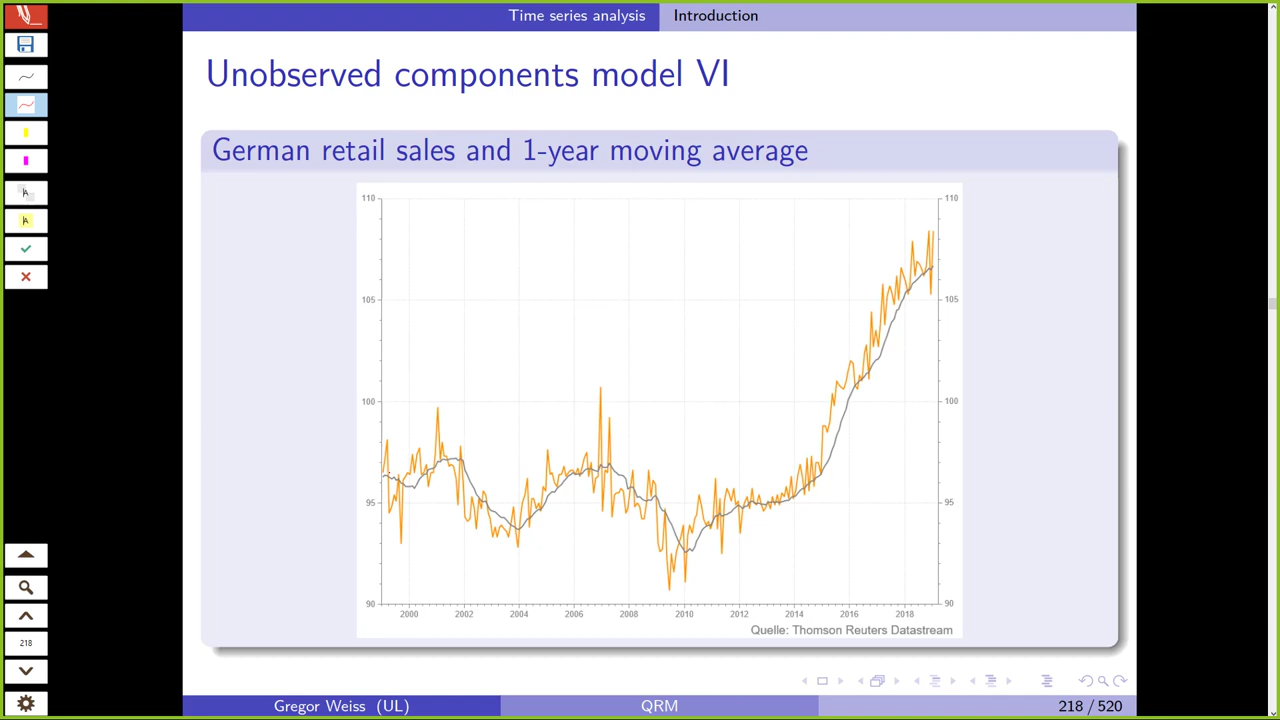 Time series analysis Introduction
Unobserved components model VI
German retail sales and 1-year moving average
110 110
105 105
100 100
95 95
90 90
2000 2002 2004 2006 2008 2010 2012 2014 2016 2018
Quelle: Thomson Reuters Datastream
A
A
218
Gregor Weiss (UL) QRM 218 / 520